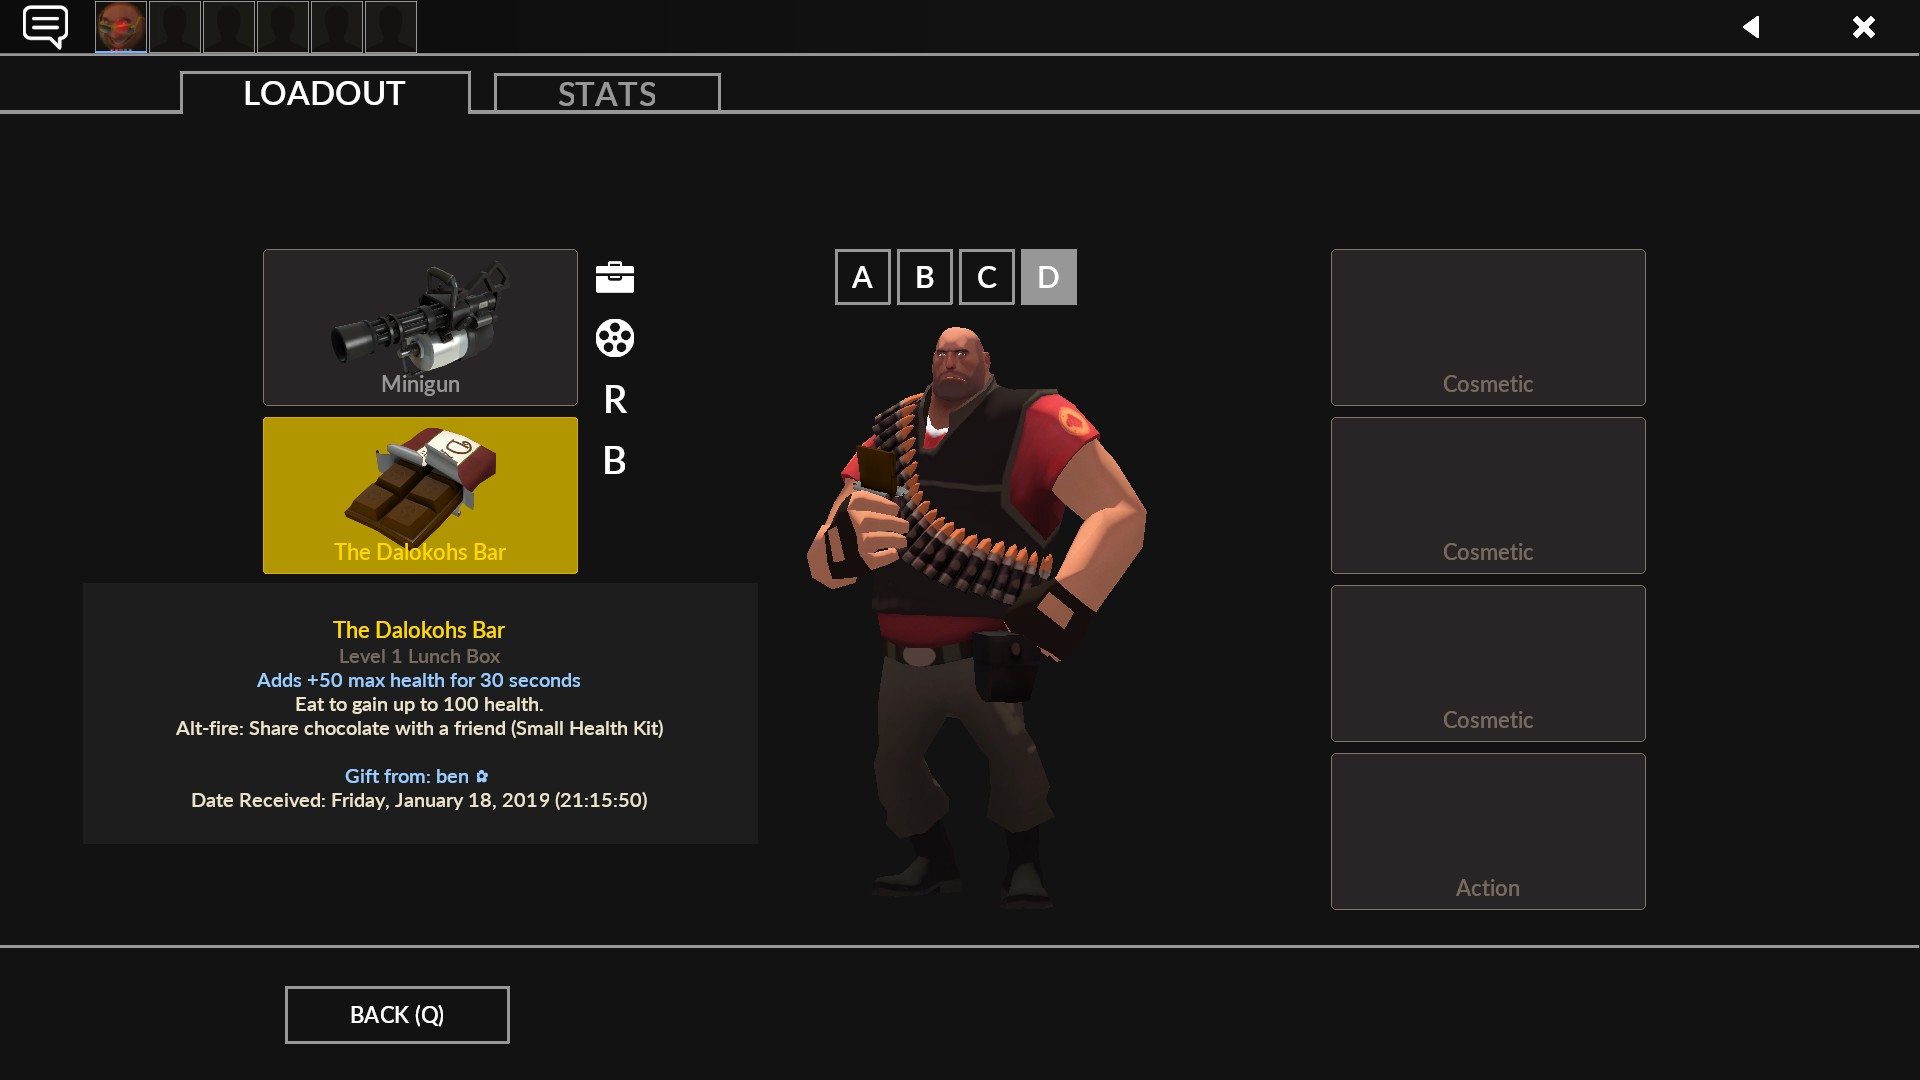 LOADOUT
STATS
Minigun
R
B
The Dalokohs Bar
A B C D
The Dalokohs Bar
Level 1 Lunch Box
Adds +50 max health for 30 seconds
Eat to gain up to 100 health.
Alt-fire: Share chocolate with a friend (Small Health Kit)
Gift from: ben ✿
Date Received: Friday, January 18, 2019 (21:15:50)
Cosmetic
Cosmetic
Cosmetic
Action
BACK (Q)